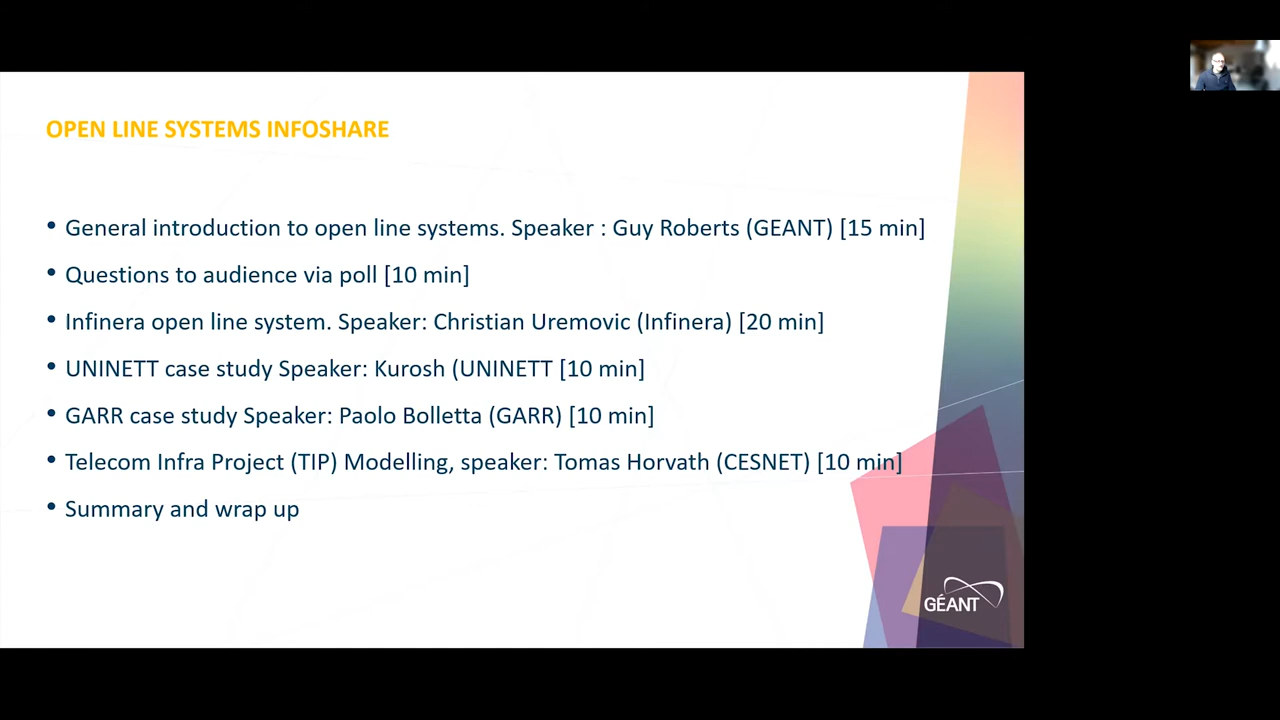 OPEN LINE SYSTEMS INFOSHARE
• General introduction to open line systems. Speaker : Guy Roberts (GEANT) [15 min]
• Questions to audience via poll [10 min]
• Infinera open line system. Speaker: Christian Uremovic (Infinera) [20 min]
• UNINETT case study Speaker: Kurosh (UNINETT [10 min]
• GARR case study Speaker: Paolo Bolletta (GARR) [10 min]
• Telecom Infra Project (TIP) Modelling, speaker: Tomas Horvath (CESNET) [10 min]
• Summary and wrap up
GÉANT